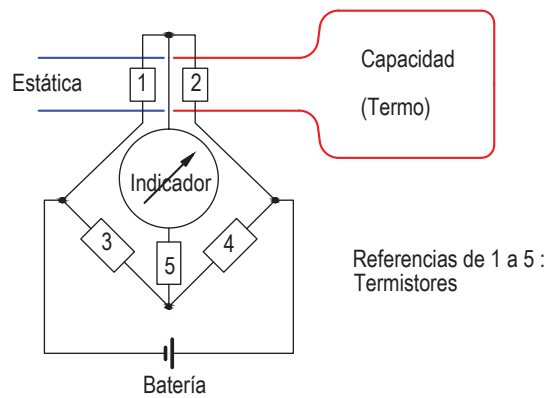 Estática
1
2
Capacidad
(Termo)
Indicador
3
5
4
Referencias de 1 a 5 :
Termistores
Batería